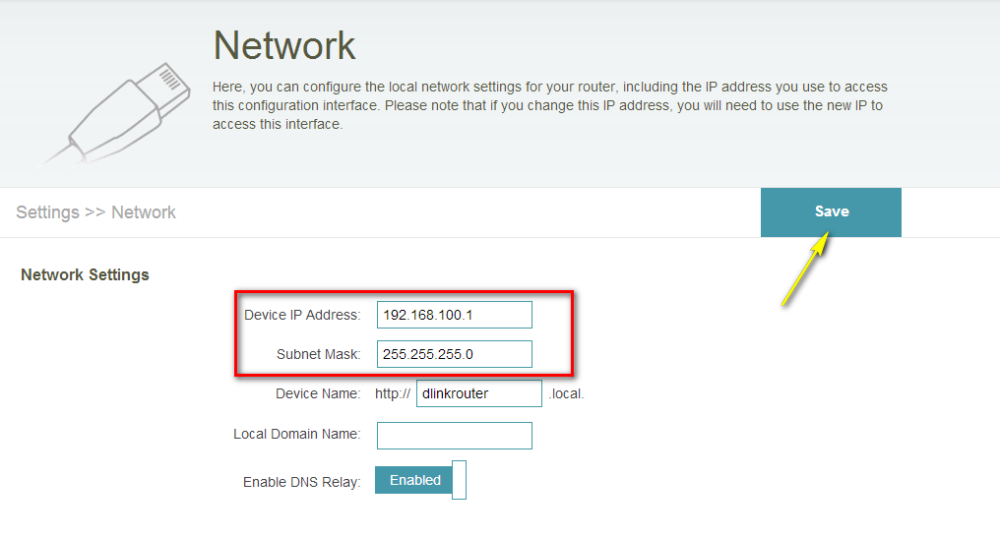 Network
Here, you can configure the local network settings for your router, including the IP address you use to access
this configuration interface. Please note that if you change this IP address, you will need to use the new IP to
access this interface.
Settings >> Network
Save
Network Settings
Device IP Address: 192.168.100.1
Subnet Mask: 255.255.255.0
Device Name: http:// dlinkrouter .local.
Local Domain Name:
Enable DNS Relay: Enabled